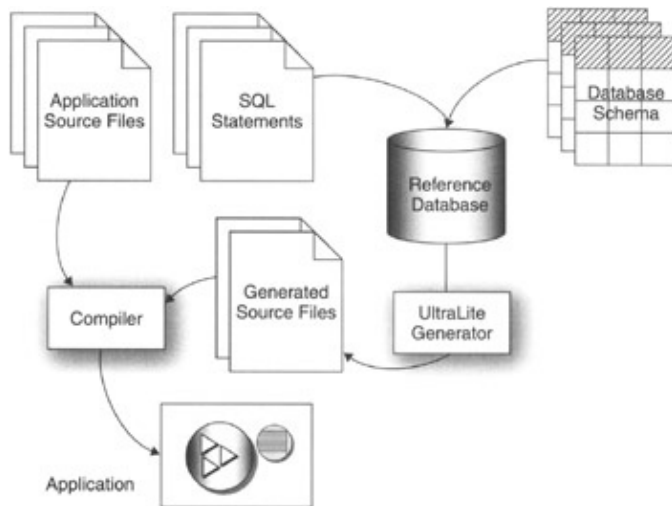 Application
Source Files
SQL
Statements
Database
Schema
Reference
Database
Compiler
Generated
Source Files
UltraLite
Generator
Application